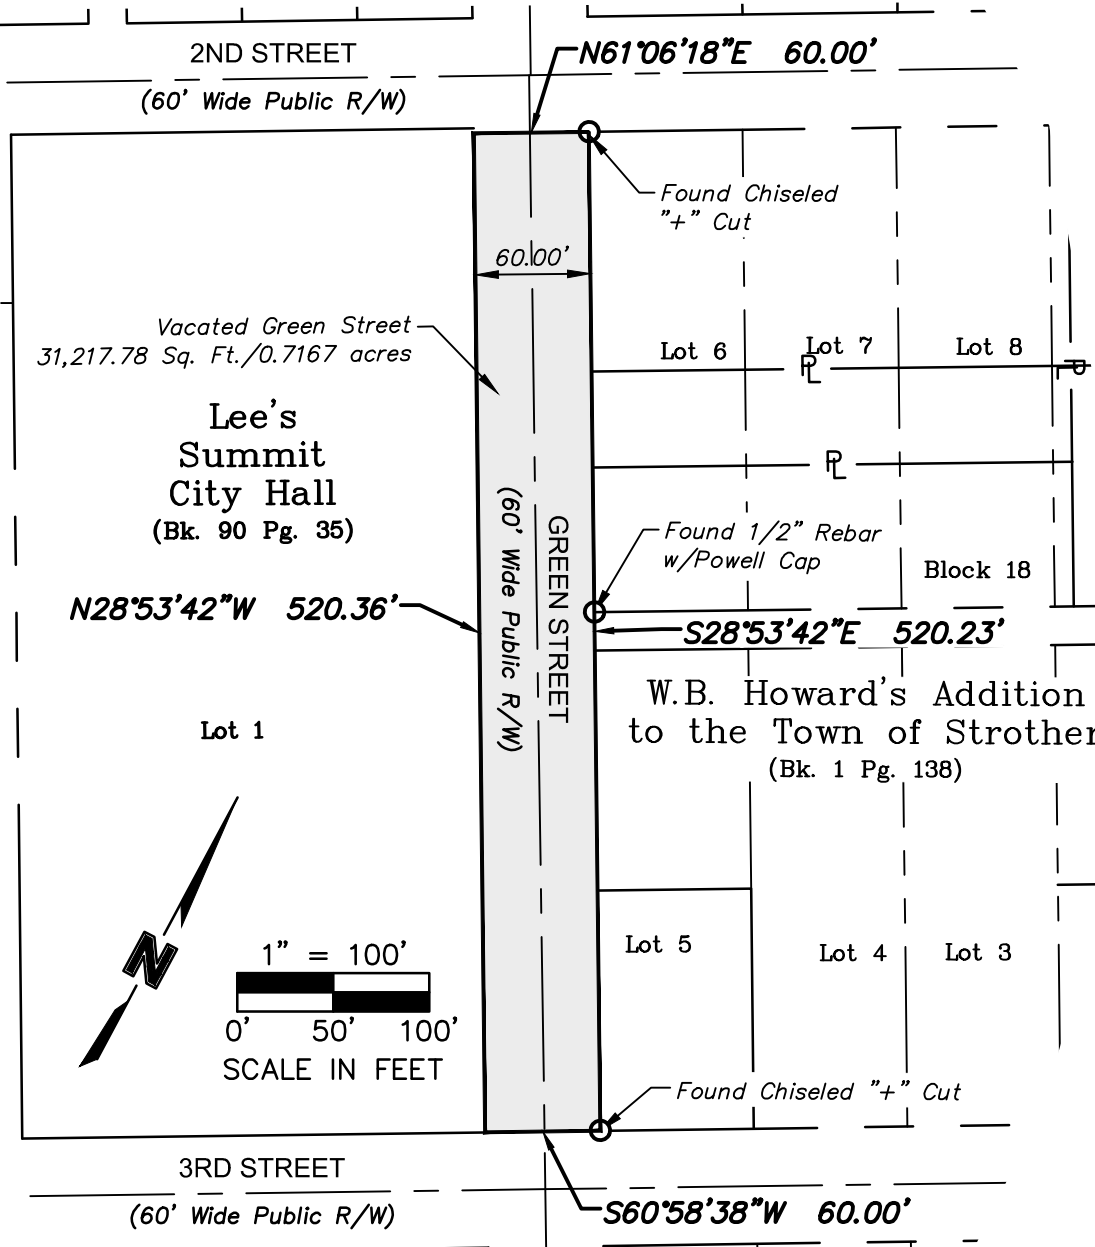 2ND STREET
(60' Wide Public R/W)
N61°06'18"E 60.00'
Found Chiseled
"+" Cut
60.00'
Vacated Green Street
31,217.78 Sq. Ft./0.7167 acres
Lot 6
Lot 7
Lot 8
PL
PL
PL
Lee's
Summit
City Hall
(Bk. 90 Pg. 35)
GREEN STREET
(60' Wide Public R/W)
Found 1/2" Rebar
w/Powell Cap
Block 18
N28°53'42"W 520.36'
S28°53'42"E 520.23'
W.B. Howard's Addition
to the Town of Strother
(Bk. 1 Pg. 138)
Lot 1
N
1" = 100'
0' 50' 100'
SCALE IN FEET
Lot 5
Lot 4
Lot 3
Found Chiseled "+" Cut
3RD STREET
(60' Wide Public R/W)
S60°58'38"W 60.00'